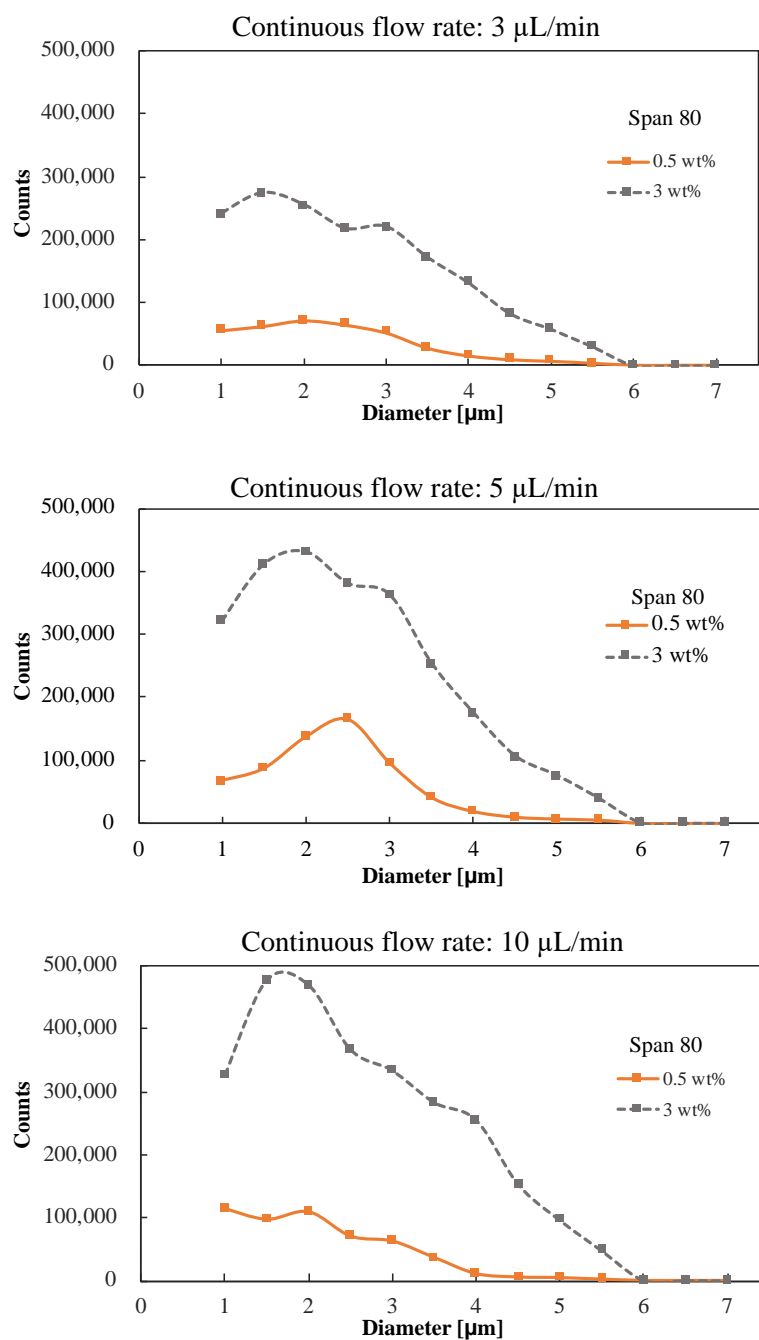 Continuous flow rate: 3 µL/min
500,000
400,000
300,000
200,000
100,000
0
Counts
Span 80
0.5 wt%
3 wt%
0 1 2 3 4 5 6 7
Diameter [µm]
Continuous flow rate: 5 µL/min
500,000
400,000
300,000
200,000
100,000
0
Counts
Span 80
0.5 wt%
3 wt%
0 1 2 3 4 5 6 7
Diameter [µm]
Continuous flow rate: 10 µL/min
500,000
400,000
300,000
200,000
100,000
0
Counts
Span 80
0.5 wt%
3 wt%
0 1 2 3 4 5 6 7
Diameter [µm]